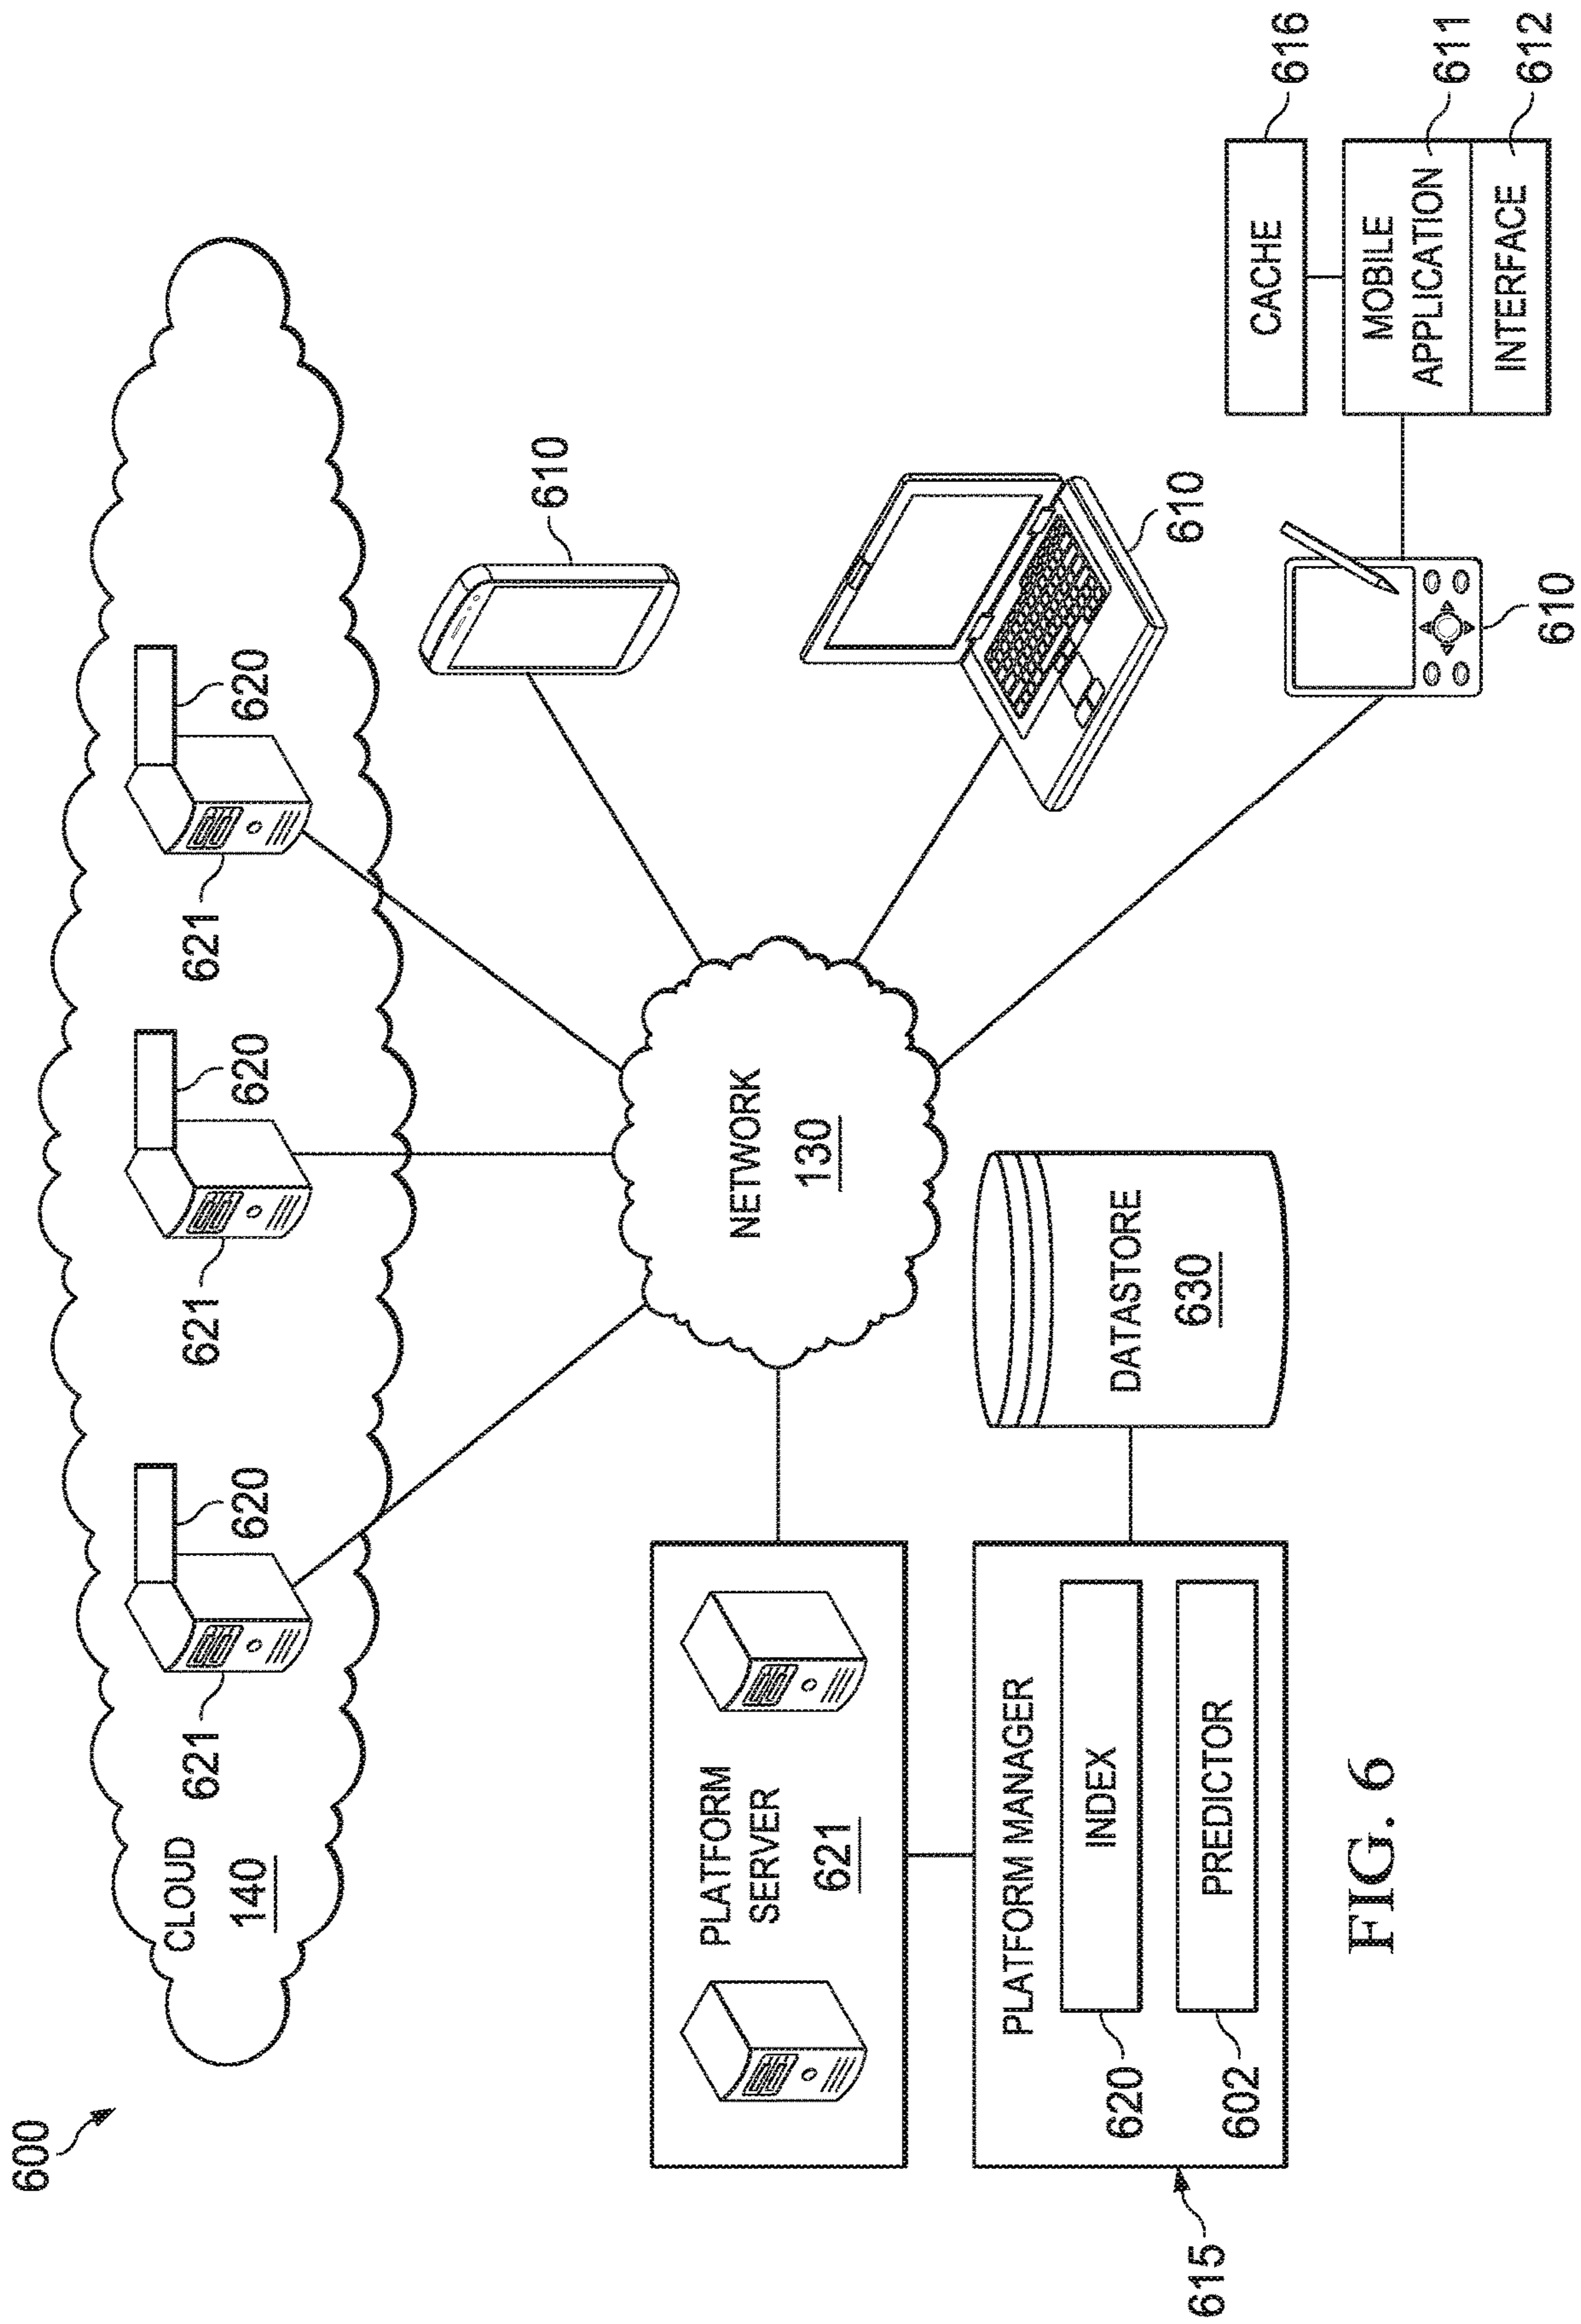 600
CLOUD
140
621
620
621
620
621
620
610
610
610
PLATFORM
SERVER
621
NETWORK
130
PLATFORM MANAGER
INDEX
PREDICTOR
620
602
615
DATASTORE
630
CACHE
616
MOBILE
APPLICATION
611
INTERFACE
612
FIG. 6